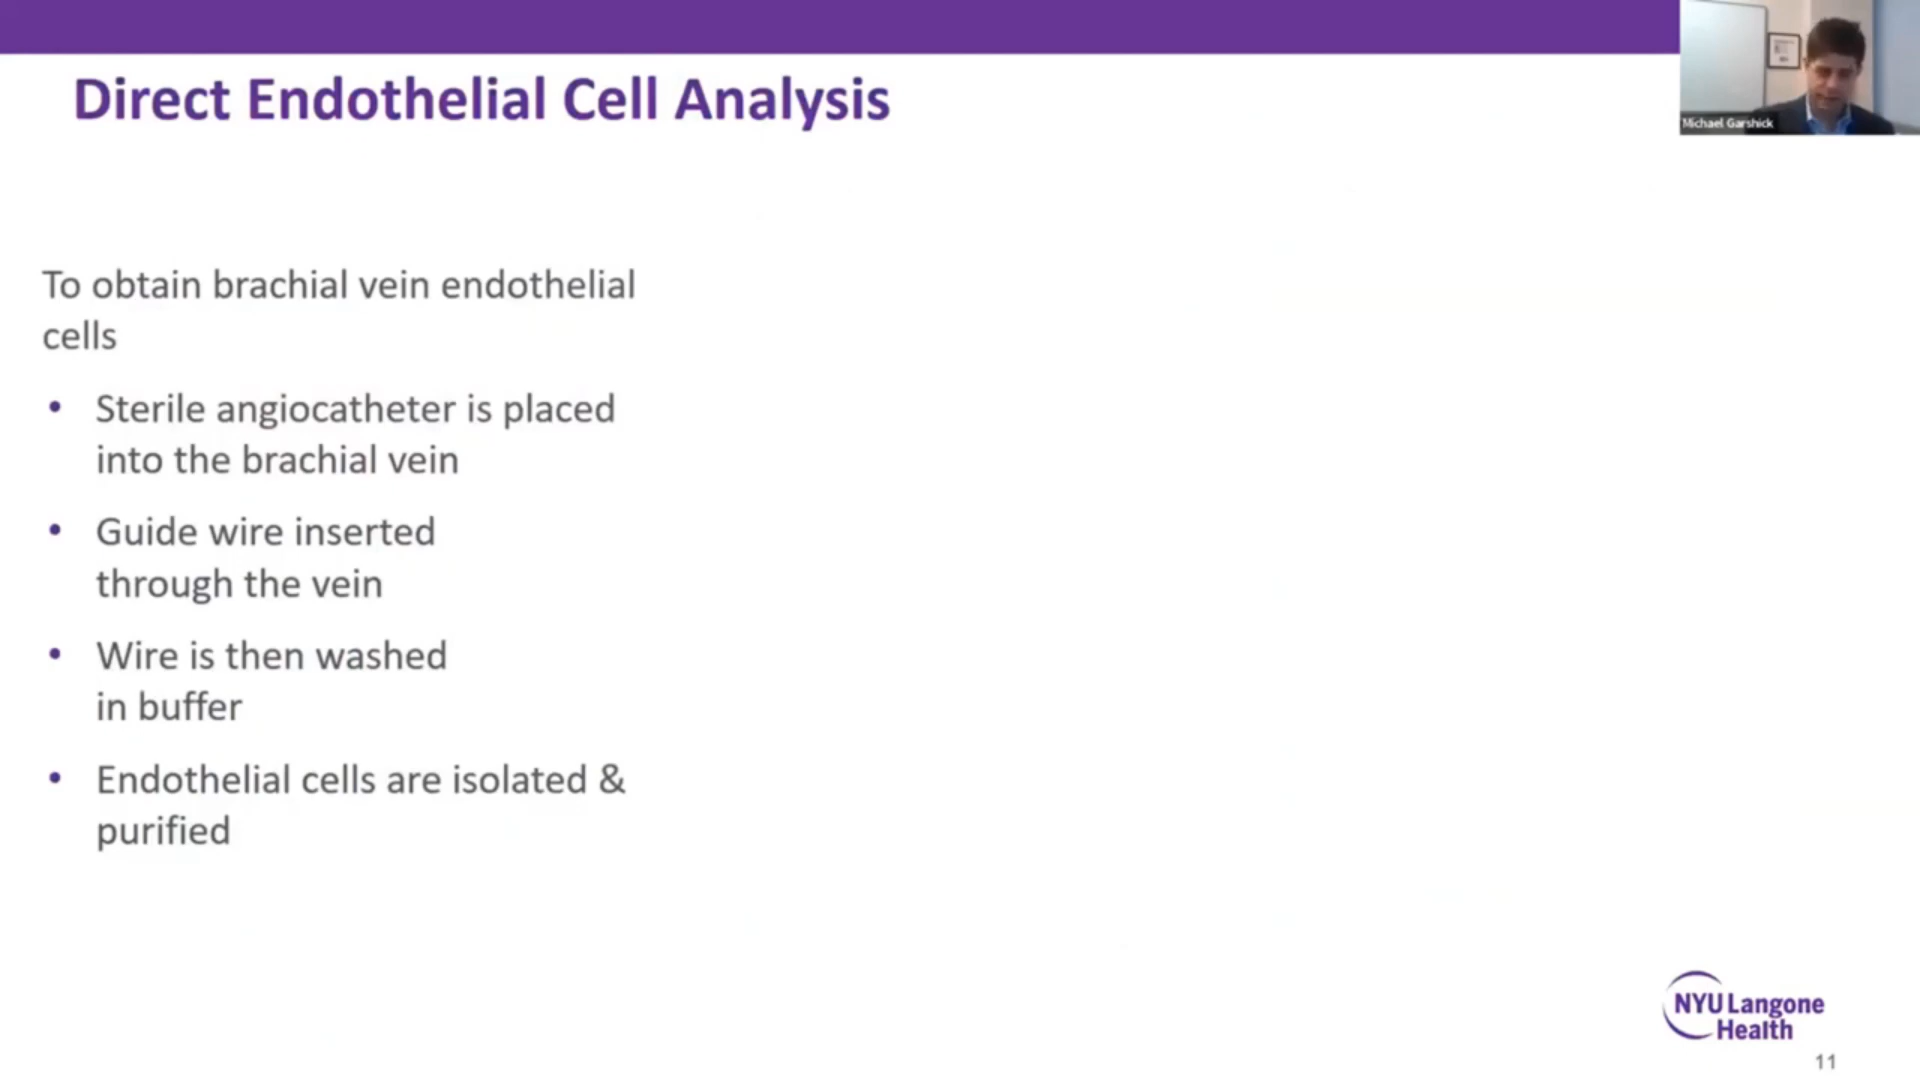 Direct Endothelial Cell Analysis
Michael Garshick
To obtain brachial vein endothelial
cells
• Sterile angiocatheter is placed
into the brachial vein
• Guide wire inserted
through the vein
• Wire is then washed
in buffer
• Endothelial cells are isolated &
purified
NYU Langone
Health
11